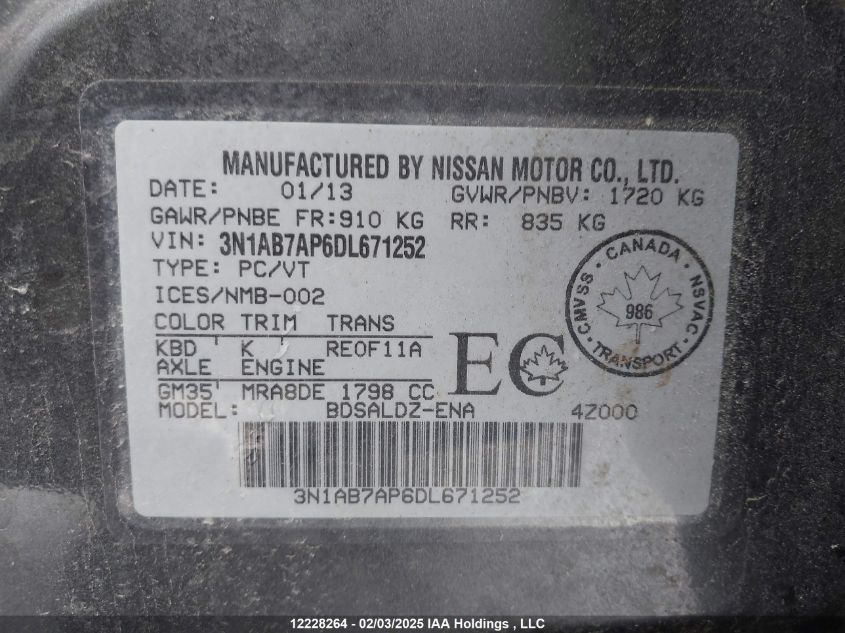 MANUFACTURED BY NISSAN MOTOR CO., LTD.
DATE: 01/13 GVWR/PNBV: 1720 KG
GAWR/PNBE FR:910 KG RR: 835 KG
VIN: 3N1AB7AP6DL671252
TYPE: PC/VT
ICES/NMB-002
COLOR TRIM TRANS
KBD ' K ' RE0F11A
AXLE ENGINE
GM35' MRA8DE 1798 CC
MODEL: BDSALDZ-ENA 4Z000
EC
· CANADA · NSVAC · TRANSPORT · CMVSS
986
3N1AB7AP6DL671252
12228264 - 02/03/2025 IAA Holdings , LLC